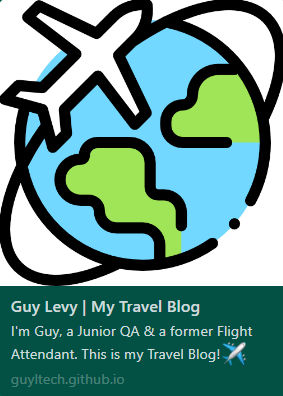 Guy Levy | My Travel Blog
I'm Guy, a Junior QA & a former Flight
Attendant. This is my Travel Blog!✈️
guyltech.github.io